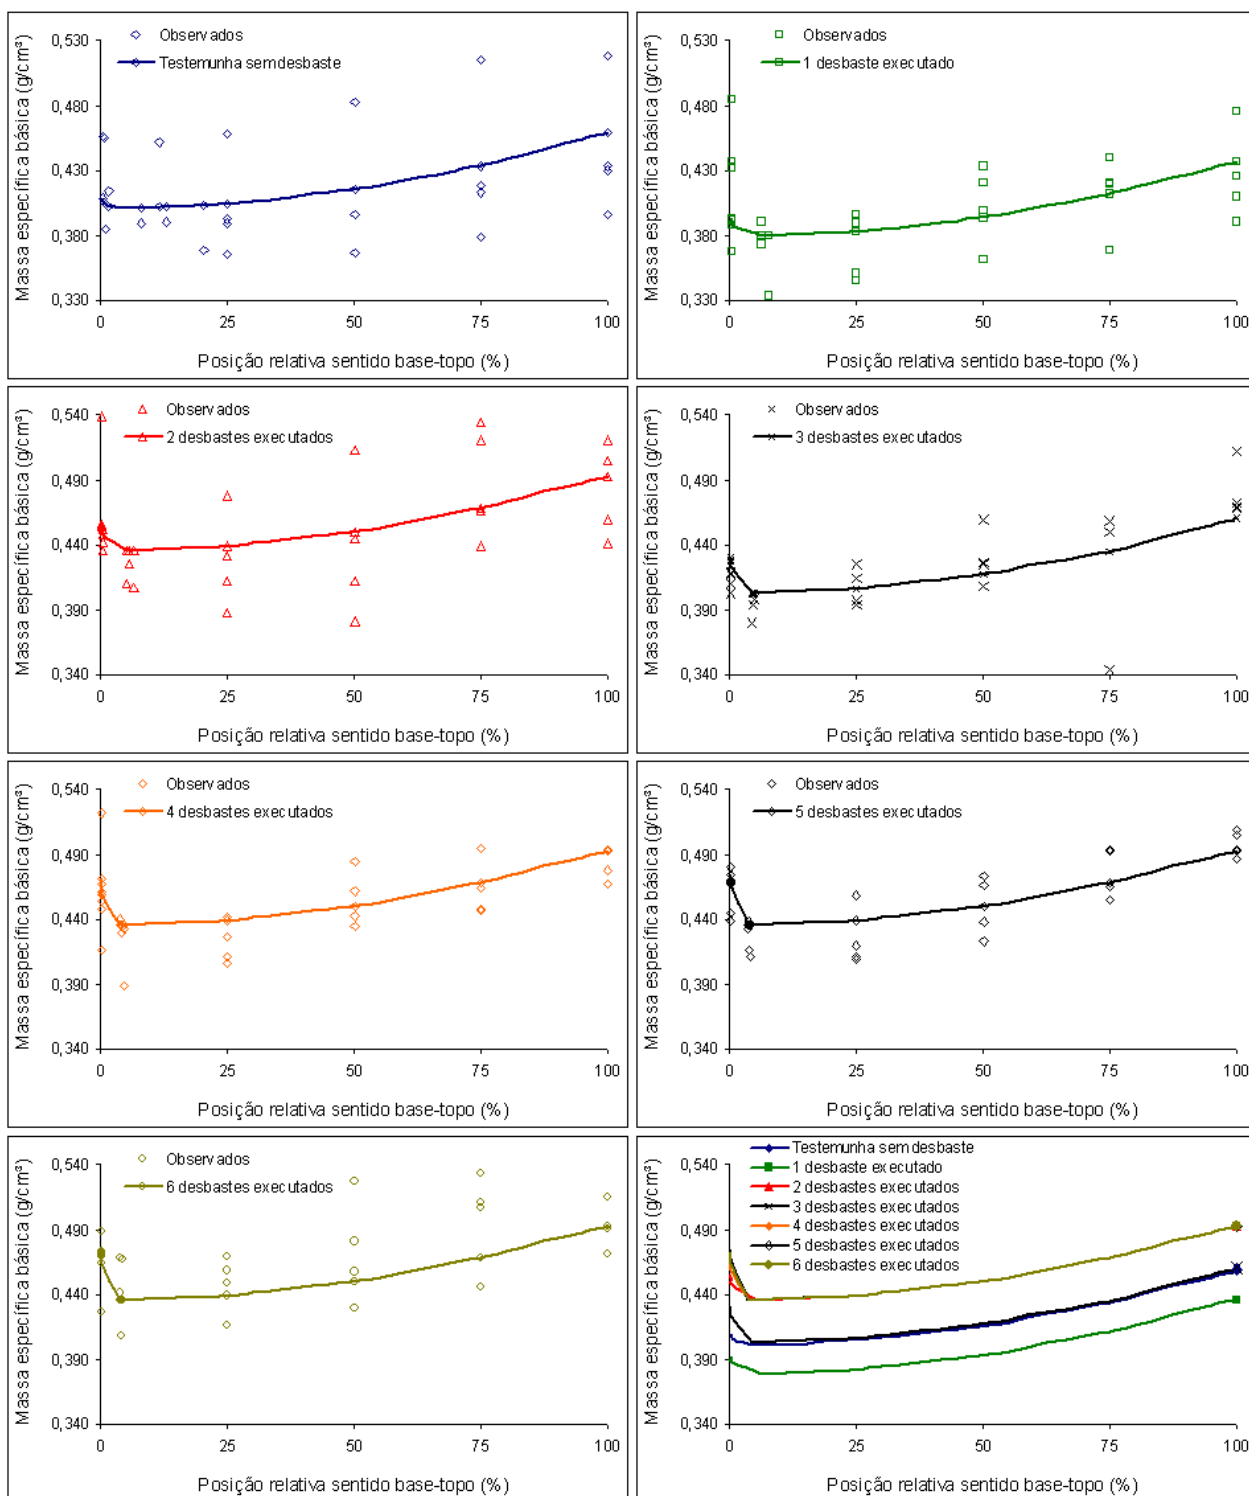 Massa específica básica (g/cm³)
0,530
0,480
0,430
0,380
0,330
Observados
Testemunha sem desbaste
0 25 50 75 100
Posição relativa sentido base-topo (%)
Massa específica básica (g/cm³)
0,530
0,480
0,430
0,380
0,330
Observados
1 desbaste executado
0 25 50 75 100
Posição relativa sentido base-topo (%)
Massa específica básica (g/cm³)
0,540
0,490
0,440
0,390
0,340
Observados
2 desbastes executados
0 25 50 75 100
Posição relativa sentido base-topo (%)
Massa específica básica (g/cm³)
0,540
0,490
0,440
0,390
0,340
Observados
3 desbastes executados
0 25 50 75 100
Posição relativa sentido base-topo (%)
Massa específica básica (g/cm³)
0,540
0,490
0,440
0,390
0,340
Observados
4 desbastes executados
0 25 50 75 100
Posição relativa sentido base-topo (%)
Massa específica básica (g/cm³)
0,540
0,490
0,440
0,390
0,340
Observados
5 desbastes executados
0 25 50 75 100
Posição relativa sentido base-topo (%)
Massa específica básica (g/cm³)
0,540
0,490
0,440
0,390
0,340
Observados
6 desbastes executados
0 25 50 75 100
Posição relativa sentido base-topo (%)
Massa específica básica (g/cm³)
0,540
0,490
0,440
0,390
0,340
Testemunha sem desbaste
1 desbaste executado
2 desbastes executados
3 desbastes executados
4 desbastes executados
5 desbastes executados
6 desbastes executados
0 25 50 75 100
Posição relativa sentido base-topo (%)